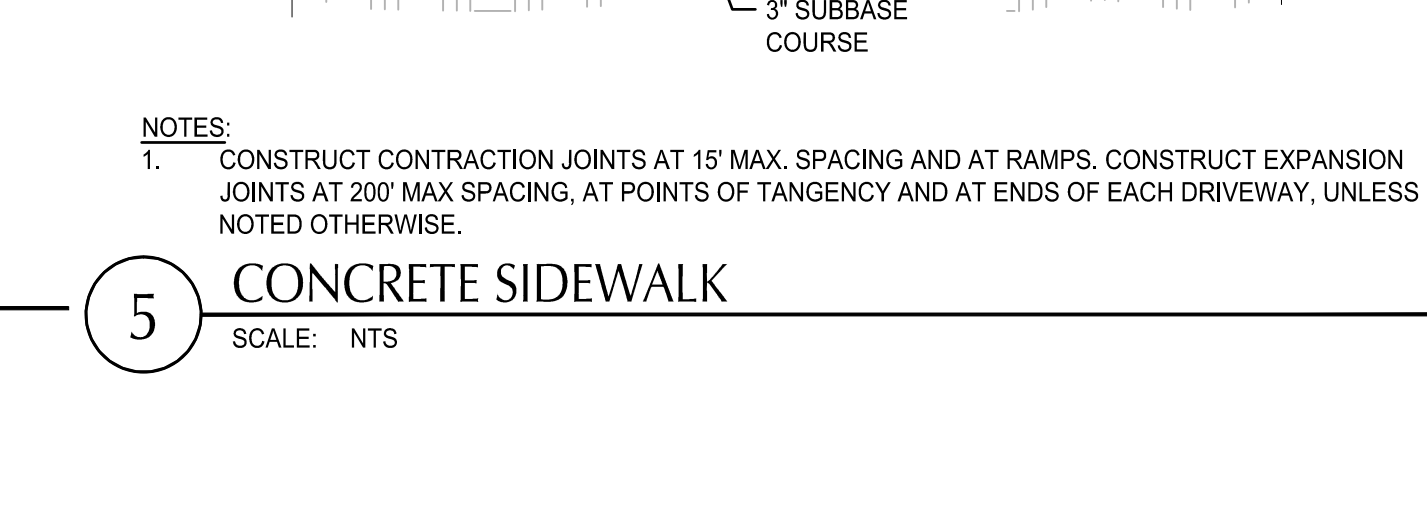 3" SUBBASE
COURSE
NOTES:
1. CONSTRUCT CONTRACTION JOINTS AT 15' MAX. SPACING AND AT RAMPS. CONSTRUCT EXPANSION
JOINTS AT 200' MAX SPACING, AT POINTS OF TANGENCY AND AT ENDS OF EACH DRIVEWAY, UNLESS
NOTED OTHERWISE.
5 CONCRETE SIDEWALK
SCALE: NTS